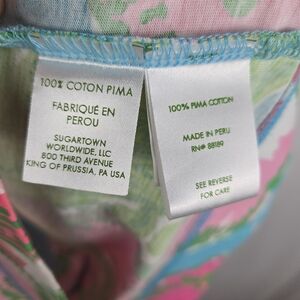 100% COTON PIMA
FABRIQUÉ EN
PEROU
SUGARTOWN
WORLDWIDE, LLC
800 THIRD AVENUE
KING OF PRUSSIA, PA USA
100% PIMA COTTON
MADE IN PERU
RN# 88189
SEE REVERSE
FOR CARE